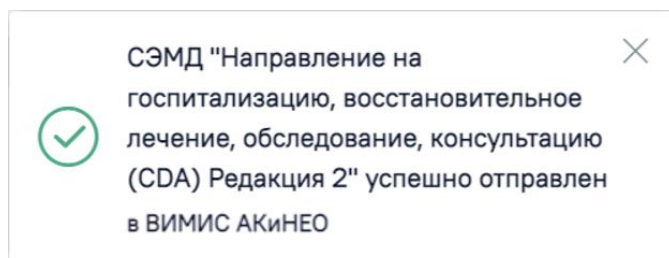 СЭМД "Направление на
госпитализацию, восстановительное
лечение, обследование, консультацию
(CDA) Редакция 2" успешно отправлен
в ВИМИС АКиНЕО